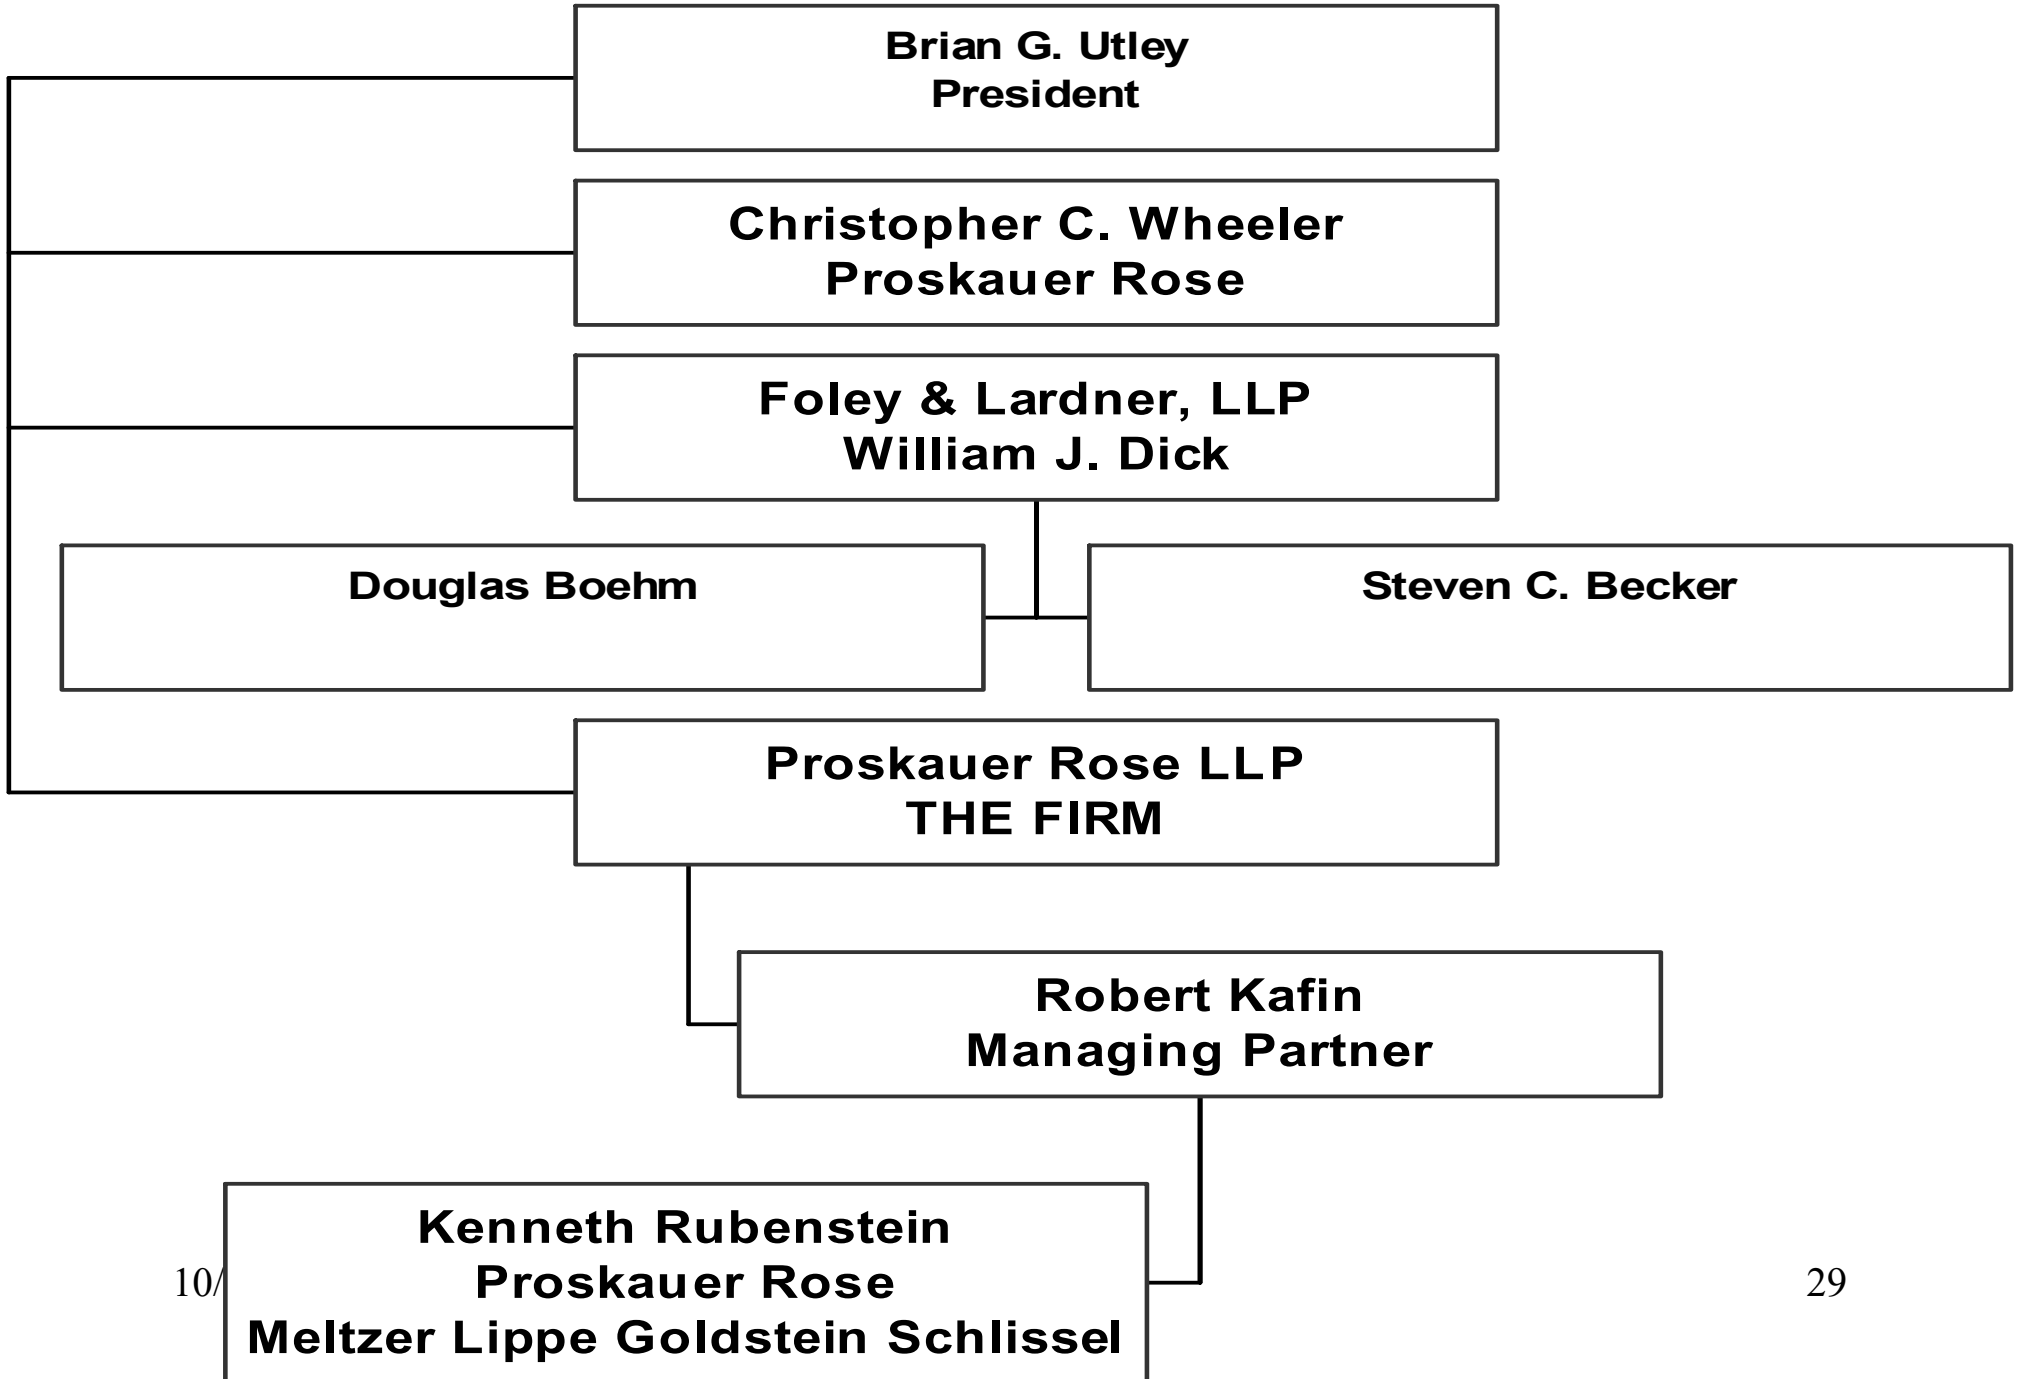 Brian G. Utley
President
Christopher C. Wheeler
Proskauer Rose
Foley & Lardner, LLP
William J. Dick
Douglas Boehm
Steven C. Becker
Proskauer Rose LLP
THE FIRM
Robert Kafin
Managing Partner
Kenneth Rubenstein
Proskauer Rose
Meltzer Lippe Goldstein Schlissel
10/
29